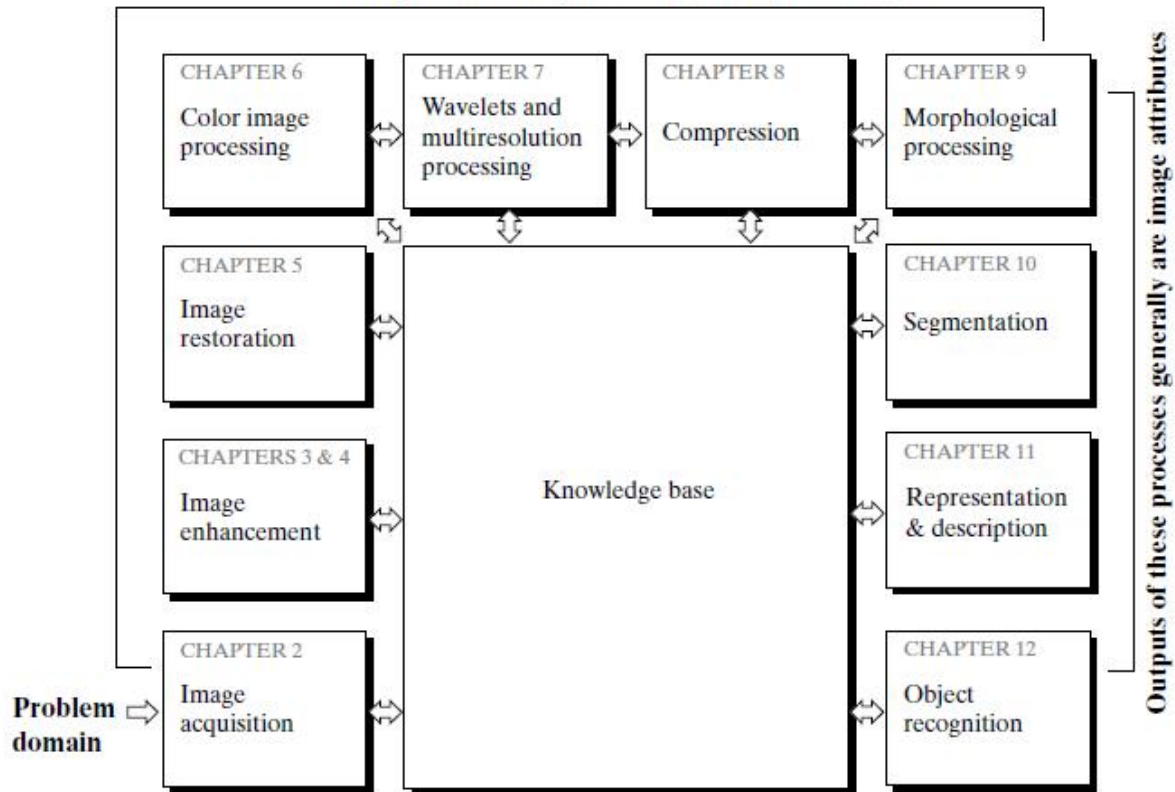 CHAPTER 6
Color image
processing
CHAPTER 7
Wavelets and
multiresolution
processing
CHAPTER 8
Compression
CHAPTER 9
Morphological
processing
CHAPTER 5
Image
restoration
CHAPTER 10
Segmentation
CHAPTERS 3 & 4
Image
enhancement
Knowledge base
CHAPTER 11
Representation
& description
CHAPTER 2
Image
acquisition
CHAPTER 12
Object
recognition
Problem
domain
Outputs of these processes generally are image attributes